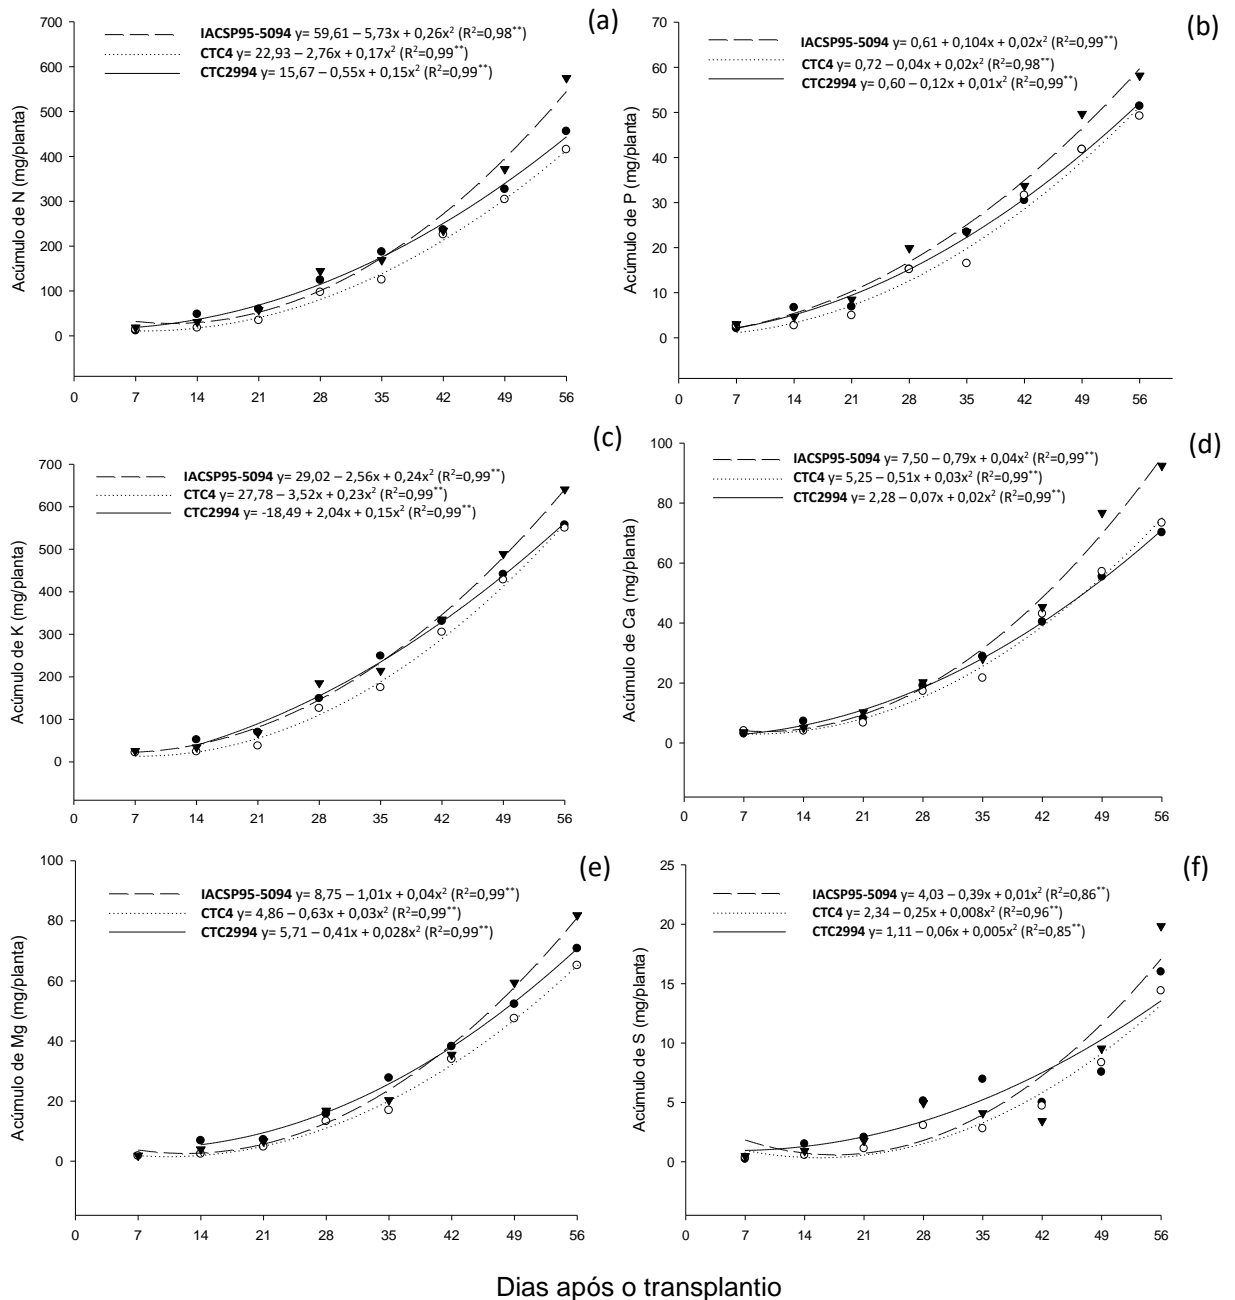 (a)
IACSP95-5094 y= 59,61 – 5,73x + 0,26x² (R²=0,98**)
CTC4 y= 22,93 – 2,76x + 0,17x² (R²=0,99**)
CTC2994 y= 15,67 – 0,55x + 0,15x² (R²=0,99**)
Acúmulo de N (mg/planta)
700
600
500
400
300
200
100
0
0 7 14 21 28 35 42 49 56
(b)
IACSP95-5094 y= 0,61 + 0,104x + 0,02x² (R²=0,99**)
CTC4 y= 0,72 – 0,04x + 0,02x² (R²=0,98**)
CTC2994 y= 0,60 – 0,12x + 0,01x² (R²=0,99**)
Acúmulo de P (mg/planta)
70
60
50
40
30
20
10
0
0 7 14 21 28 35 42 49 56
(c)
IACSP95-5094 y= 29,02 – 2,56x + 0,24x² (R²=0,99**)
CTC4 y= 27,78 – 3,52x + 0,23x² (R²=0,99**)
CTC2994 y= -18,49 + 2,04x + 0,15x² (R²=0,99**)
Acúmulo de K (mg/planta)
700
600
500
400
300
200
100
0
0 7 14 21 28 35 42 49 56
(d)
IACSP95-5094 y= 7,50 – 0,79x + 0,04x² (R²=0,99**)
CTC4 y= 5,25 – 0,51x + 0,03x² (R²=0,99**)
CTC2994 y= 2,28 – 0,07x + 0,02x² (R²=0,99**)
Acúmulo de Ca (mg/planta)
100
80
60
40
20
0
0 7 14 21 28 35 42 49 56
(e)
IACSP95-5094 y= 8,75 – 1,01x + 0,04x² (R²=0,99**)
CTC4 y= 4,86 – 0,63x + 0,03x² (R²=0,99**)
CTC2994 y= 5,71 – 0,41x + 0,028x² (R²=0,99**)
Acúmulo de Mg (mg/planta)
100
80
60
40
20
0
0 7 14 21 28 35 42 49 56
(f)
IACSP95-5094 y= 4,03 – 0,39x + 0,01x² (R²=0,86**)
CTC4 y= 2,34 – 0,25x + 0,008x² (R²=0,96**)
CTC2994 y= 1,11 – 0,06x + 0,005x² (R²=0,85**)
Acúmulo de S (mg/planta)
25
20
15
10
5
0
0 7 14 21 28 35 42 49 56
Dias após o transplantio